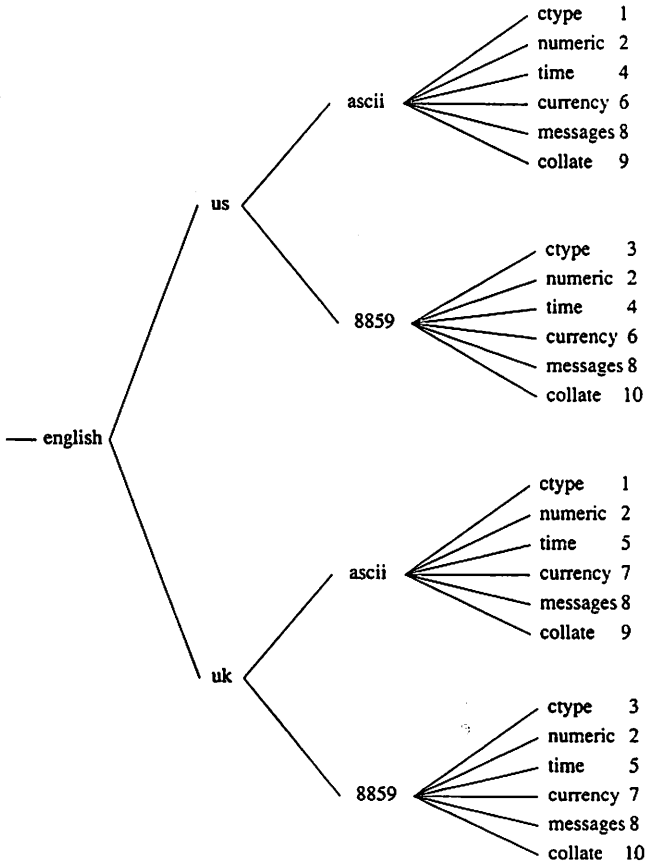 ctype 1
numeric 2
time 4
ascii
currency 6
messages 8
collate 9
us
ctype 3
numeric 2
time 4
8859
currency 6
messages 8
collate 10
english
ctype 1
numeric 2
time 5
ascii
currency 7
messages 8
collate 9
uk
ctype 3
numeric 2
time 5
8859
currency 7
messages 8
collate 10